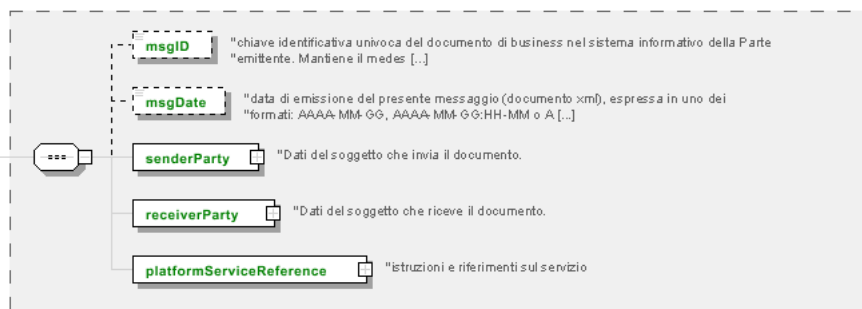 msgID
"chiave identificativa univoca del documento di business nel sistema informativo della Parte
"emittente. Mantiene il medes [...]
msgDate
"data di emissione del presente messaggio (documento xml), espressa in uno dei
"formati: AAAA-MM-GG, AAAA-MM-GG:HH-MM o A [...]
senderParty
"Dati del soggetto che invia il documento.
receiverParty
"Dati del soggetto che riceve il documento.
platformServiceReference
"istruzioni e riferimenti sul servizio